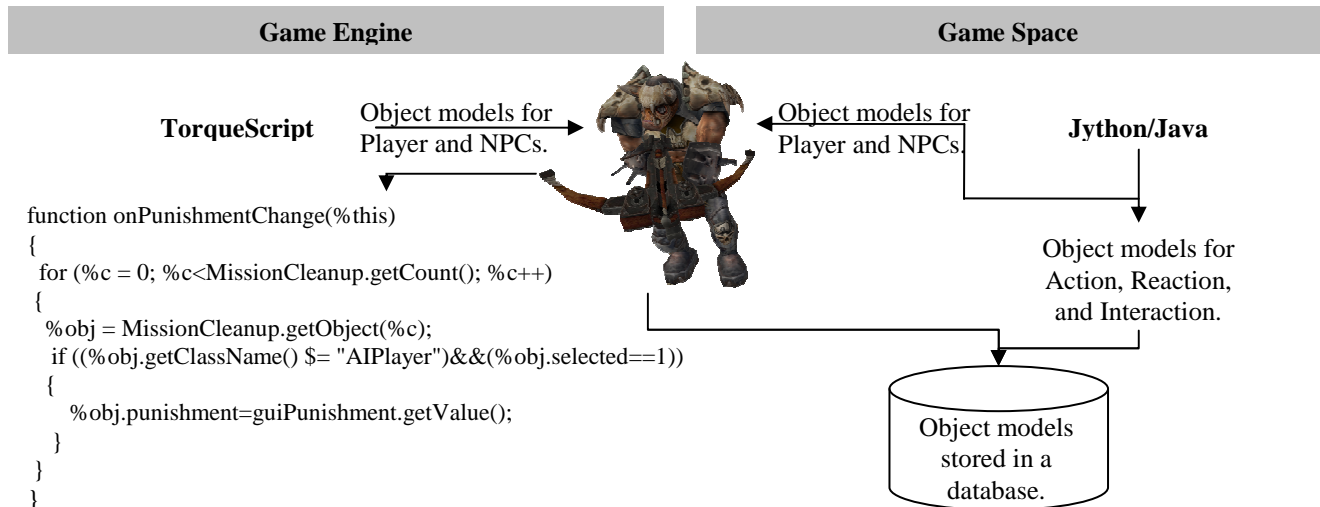 Game Engine
Game Space
TorqueScript
Object models for
Player and NPCs.
Object models for
Player and NPCs.
Jython/Java
function onPunishmentChange(%this)
{
for (%c = 0; %c<MissionCleanup.getCount(); %c++)
{
%obj = MissionCleanup.getObject(%c);
if ((%obj.getClassName() $= "AIPlayer")&&(%obj.selected==1))
{
%obj.punishment=guiPunishment.getValue();
}
}
}
Object models for
Action, Reaction,
and Interaction.
Object models
stored in a
database.